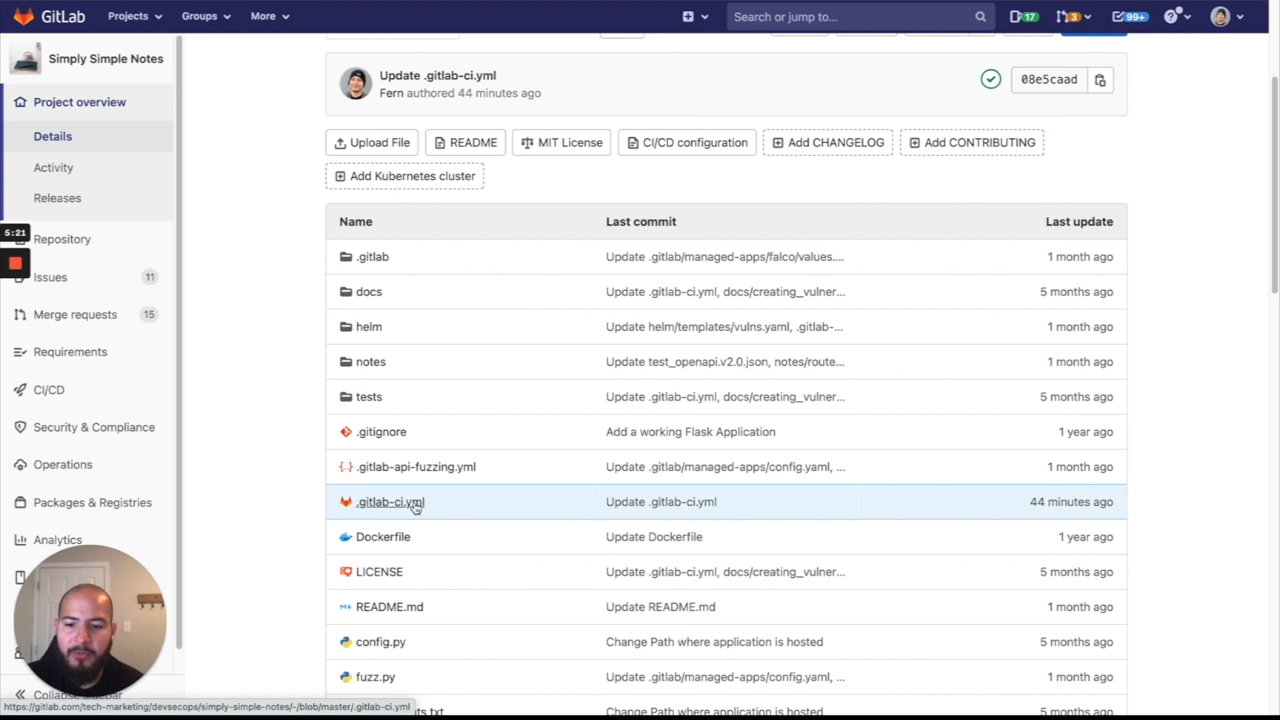 GitLab Projects Groups More Search or jump to... 17 3 99+
Simply Simple Notes
Project overview
Details
Activity
Releases
5:21
Repository
Issues 11
Merge requests 15
Requirements
CI/CD
Security & Compliance
Operations
Packages & Registries
Analytics
Collapse sidebar
Update .gitlab-ci.yml
Fern authored 44 minutes ago
08e5caad
Upload File README MIT License CI/CD configuration Add CHANGELOG Add CONTRIBUTING
Add Kubernetes cluster
Name Last commit Last update
.gitlab Update .gitlab/managed-apps/falco/values.... 1 month ago
docs Update .gitlab-ci.yml, docs/creating_vulner... 5 months ago
helm Update helm/templates/vulns.yaml, .gitlab-... 1 month ago
notes Update test_openapi.v2.0.json, notes/route... 1 month ago
tests Update .gitlab-ci.yml, docs/creating_vulner... 5 months ago
.gitignore Add a working Flask Application 1 year ago
.gitlab-api-fuzzing.yml Update .gitlab/managed-apps/config.yaml, ... 1 month ago
.gitlab-ci.yml Update .gitlab-ci.yml 44 minutes ago
Dockerfile Update Dockerfile 1 year ago
LICENSE Update .gitlab-ci.yml, docs/creating_vulner... 5 months ago
README.md Update README.md 1 month ago
config.py Change Path where application is hosted 5 months ago
fuzz.py Update .gitlab/managed-apps/config.yaml, ... 1 month ago
Change Path where application is hosted 5 months ago
https://gitlab.com/tech-marketing/devsecops/simply-simple-notes/-/blob/master/.gitlab-ci.yml